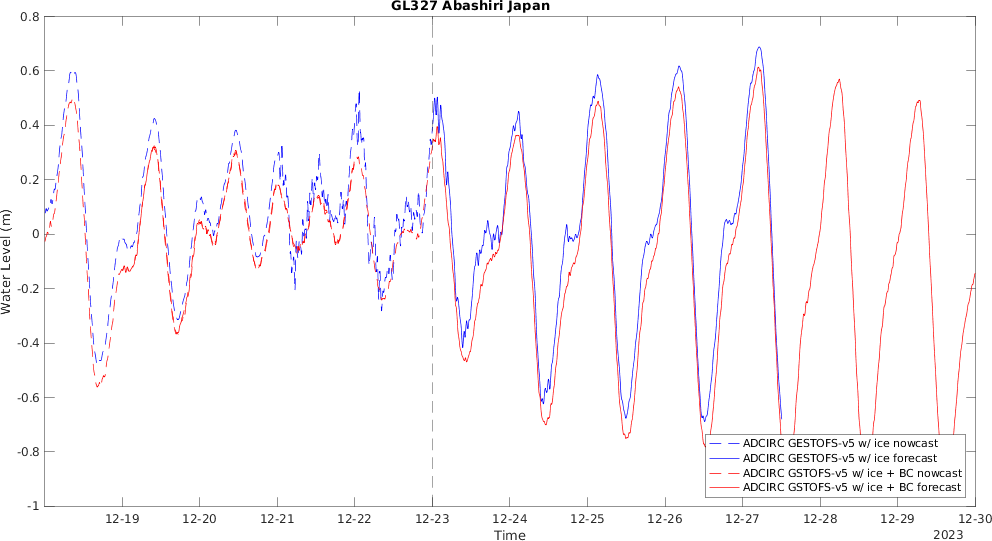 GL327 Abashiri Japan
0.8
0.6
0.4
0.2
0
-0.2
-0.4
-0.6
-0.8
-1
Water Level (m)
ADCIRC GESTOFS-v5 w/ ice nowcast
ADCIRC GESTOFS-v5 w/ ice forecast
ADCIRC GSTOFS-v5 w/ ice + BC nowcast
ADCIRC GSTOFS-v5 w/ ice + BC forecast
12-19 12-20 12-21 12-22 12-23 12-24 12-25 12-26 12-27 12-28 12-29 12-30
Time
2023